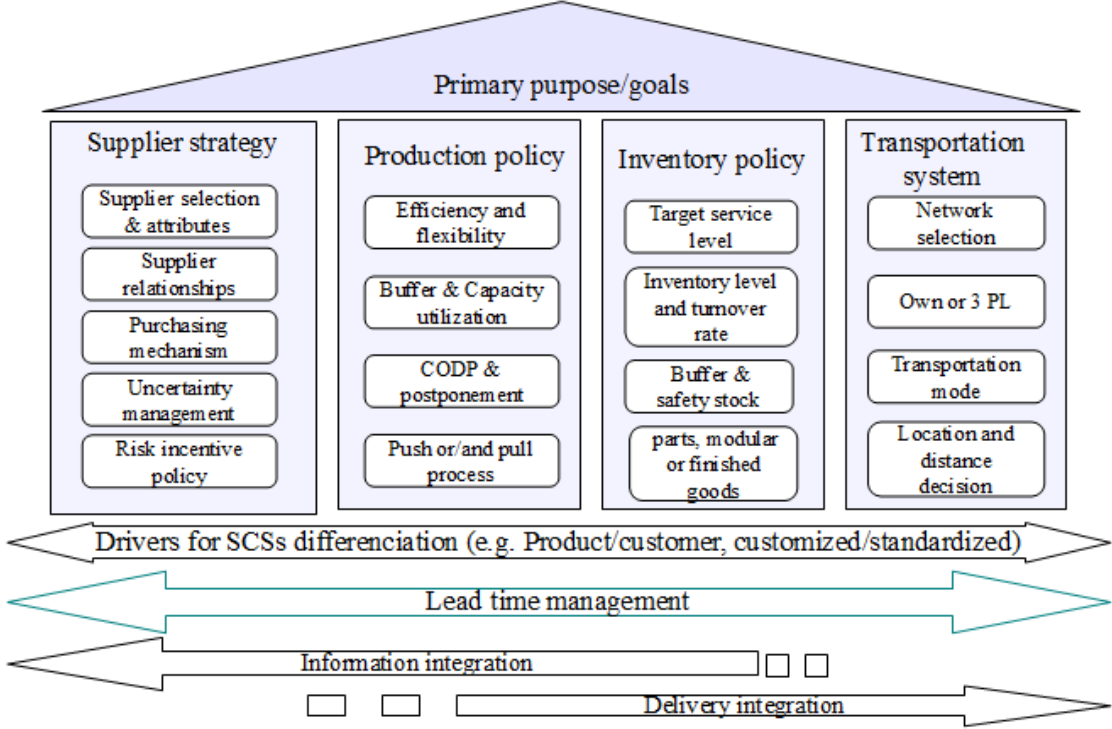 Primary purpose/goals
Supplier strategy
Supplier selection
& attributes
Supplier
relationships
Purchasing
mechanism
Uncertainty
management
Risk incentive
policy
Production policy
Efficiency and
flexibility
Buffer & Capacity
utilization
CODP &
postponement
Push or/and pull
process
Inventory policy
Target service
level
Inventory level
and turnover
rate
Buffer &
safety stock
parts, modular
or finished
goods
Transportation
system
Network
selection
Own or 3 PL
Transportation
mode
Location and
distance
decision
Drivers for SCSs differenciation (e.g. Product/customer, customized/standardized)
Lead time management
Information integration
Delivery integration